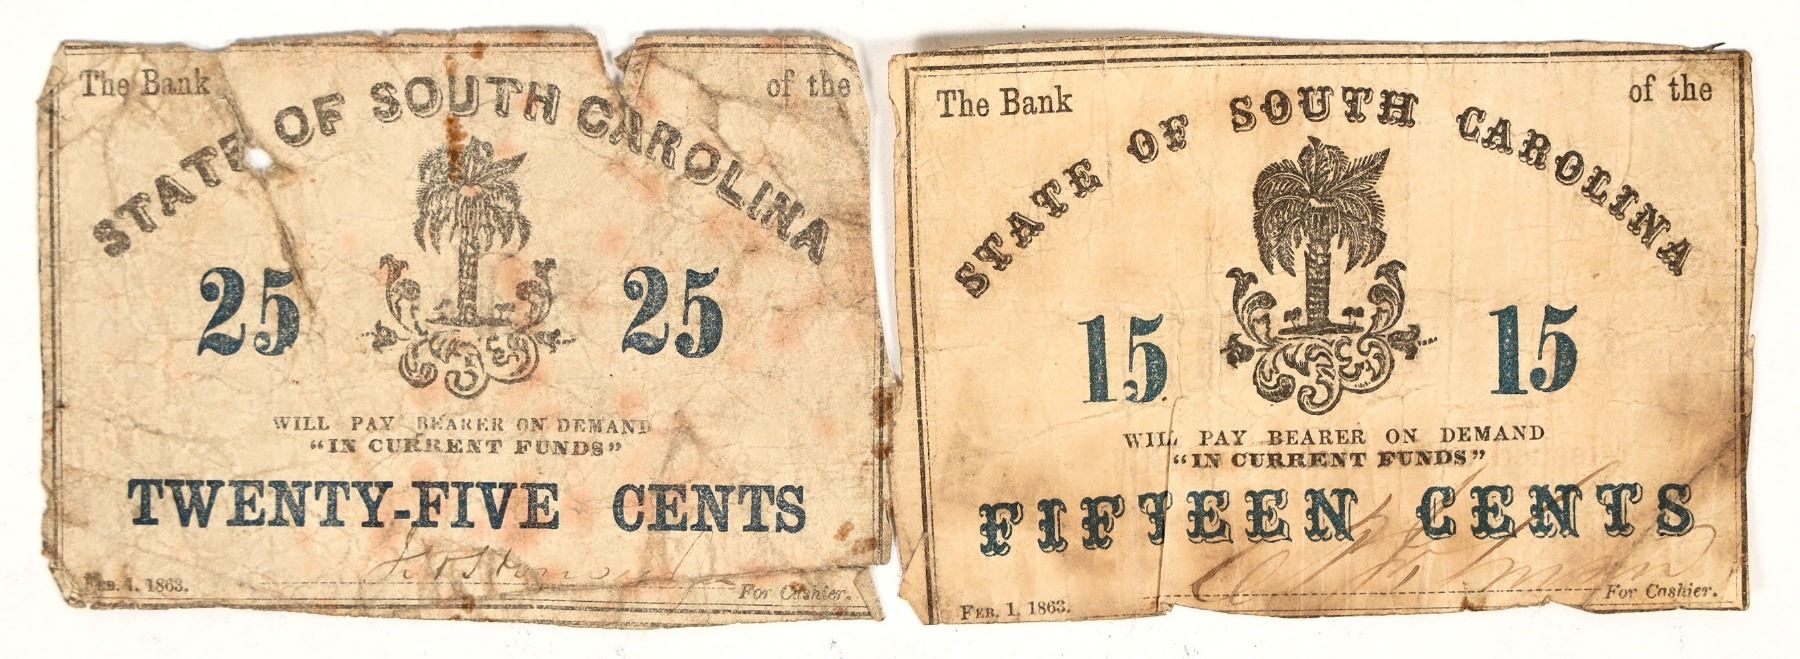 The Bank of the
STATE OF SOUTH CAROLINA
25 25
WILL PAY BEARER ON DEMAND
"IN CURRENT FUNDS"
TWENTY-FIVE CENTS
FEB. 1, 1863. For Cashier.
The Bank of the
STATE OF SOUTH CAROLINA
15 15
WILL PAY BEARER ON DEMAND
"IN CURRENT FUNDS"
FIFTEEN CENTS
FEB. 1, 1863. For Cashier.